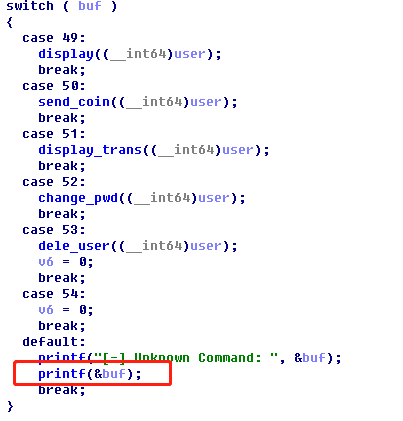 switch ( buf )
{
case 49:
display((__int64)user);
break;
case 50:
send_coin((__int64)user);
break;
case 51:
display_trans((__int64)user);
break;
case 52:
change_pwd((__int64)user);
break;
case 53:
dele_user((__int64)user);
v6 = 0;
break;
case 54:
v6 = 0;
break;
default:
printf("[-] Unknown Command: ", &buf);
printf(&buf);
break;
}